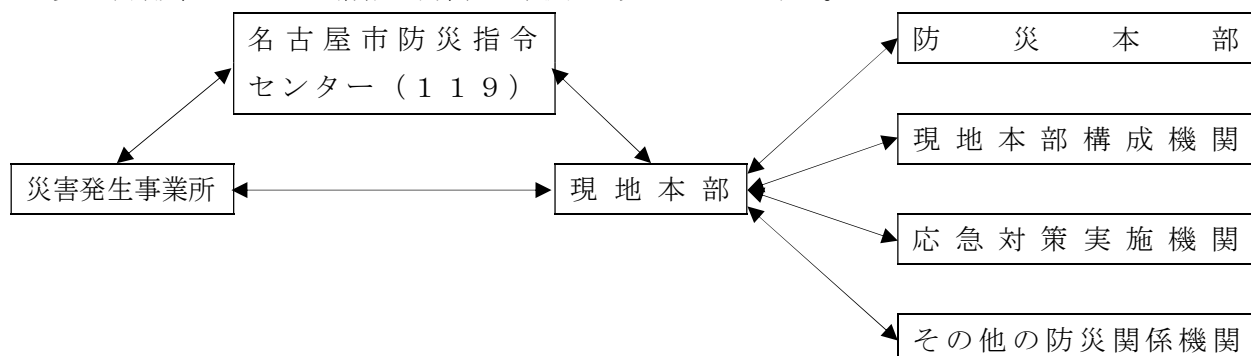 名古屋市防災指令
センター（１１９）
防災本部
現地本部構成機関
災害発生事業所
現地本部
応急対策実施機関
その他の防災関係機関